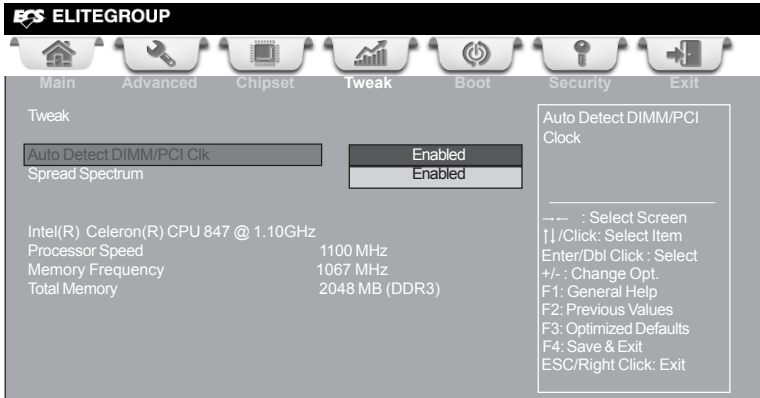 ECS ELITEGROUP
Main Advanced Chipset Tweak Boot Security Exit
Tweak
Auto Detect DIMM/PCI Clk Enabled
Spread Spectrum Enabled
Intel(R) Celeron(R) CPU 847 @ 1.10GHz
Processor Speed 1100 MHz
Memory Frequency 1067 MHz
Total Memory 2048 MB (DDR3)
Auto Detect DIMM/PCI
Clock
→← : Select Screen
↑↓/Click: Select Item
Enter/Dbl Click : Select
+/- : Change Opt.
F1: General Help
F2: Previous Values
F3: Optimized Defaults
F4: Save & Exit
ESC/Right Click: Exit